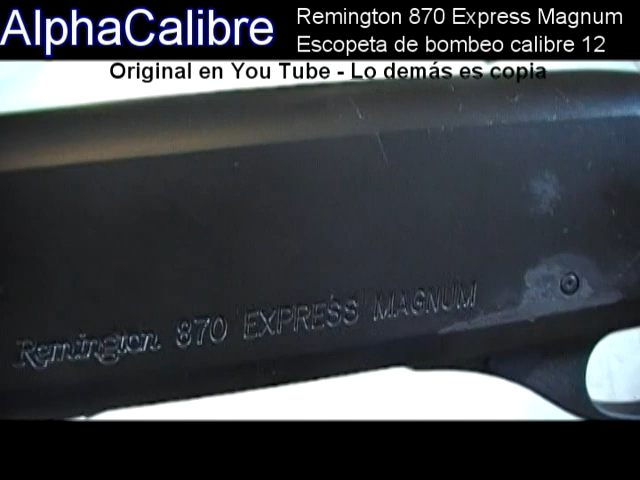 AlphaCalibre
Remington 870 Express Magnum
Escopeta de bombeo calibre 12
Original en You Tube - Lo demás es copia
Remington 870 EXPRESS MAGNUM